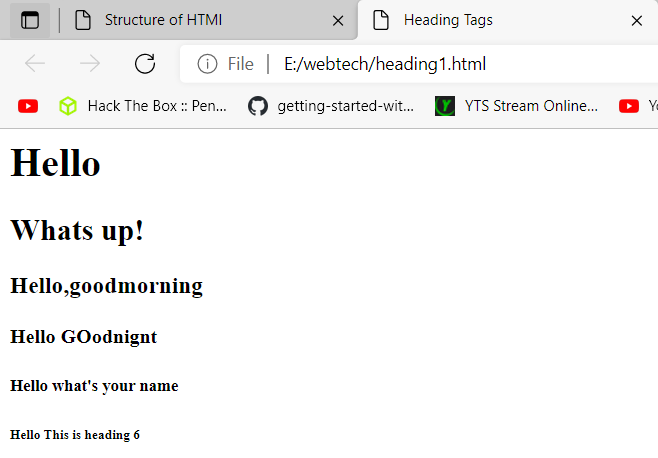 Structure of HTMl
Heading Tags
File | E:/webtech/heading1.html
Hack The Box :: Pen...
getting-started-wit...
YTS Stream Online...
Hello
Whats up!
Hello,goodmorning
Hello GOodnignt
Hello what's your name
Hello This is heading 6